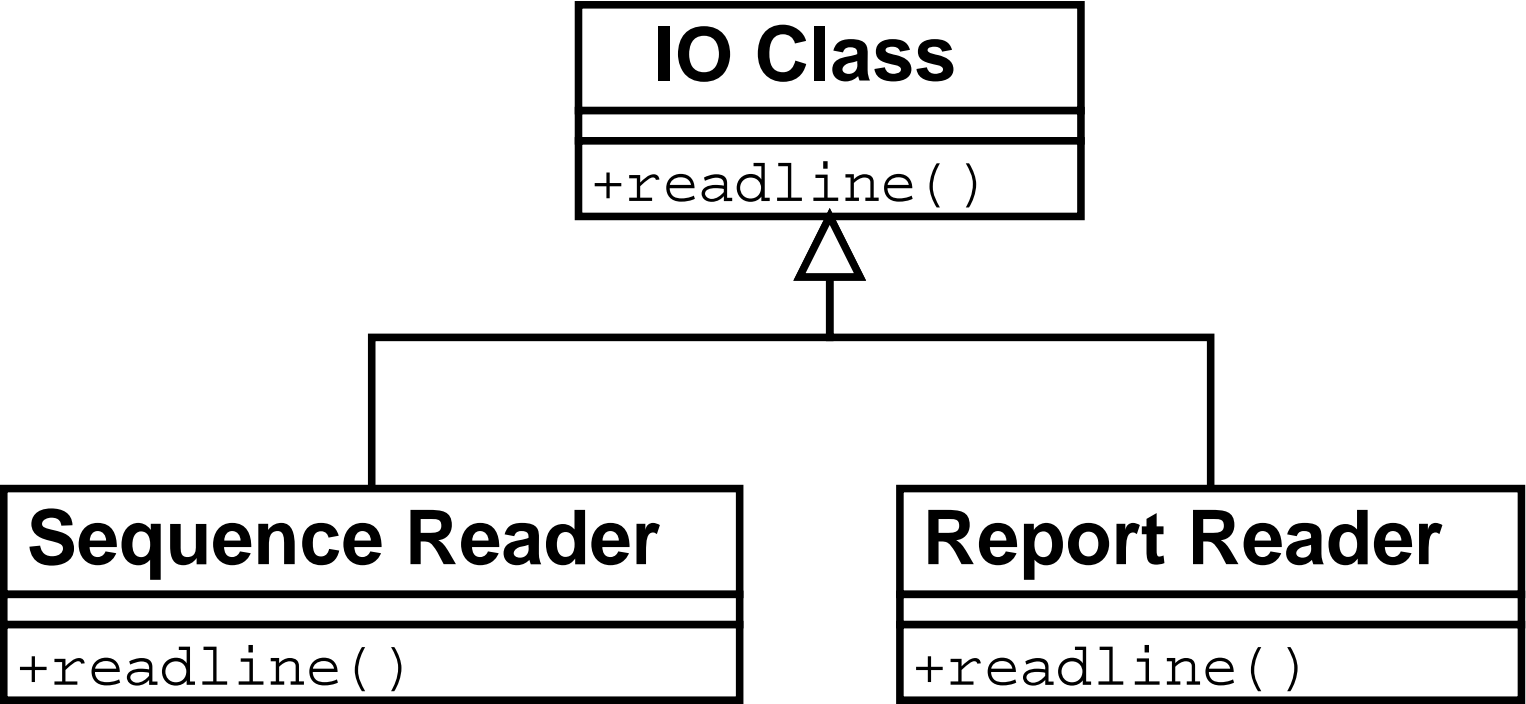 IO Class
+readline()
Sequence Reader
+readline()
Report Reader
+readline()